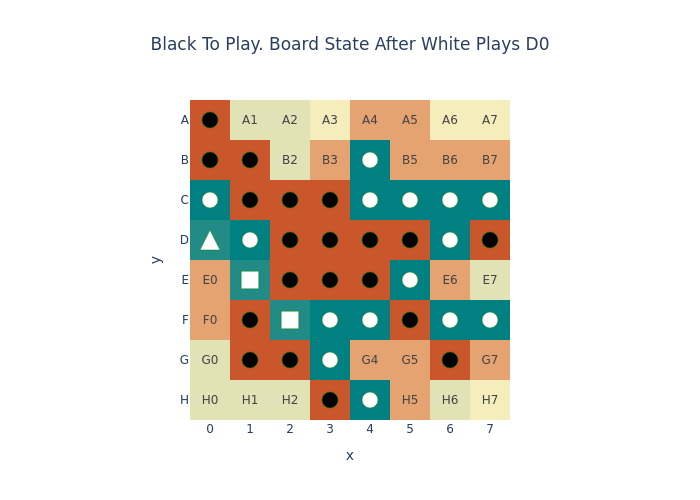 Black To Play. Board State After White Plays D0
A A1 A2 A3 A4 A5 A6 A7
B B2 B3 B5 B6 B7
C
D
y
E E0 E6 E7
F F0
G G0 G4 G5 G7
H H0 H1 H2 H5 H6 H7
0 1 2 3 4 5 6 7
x